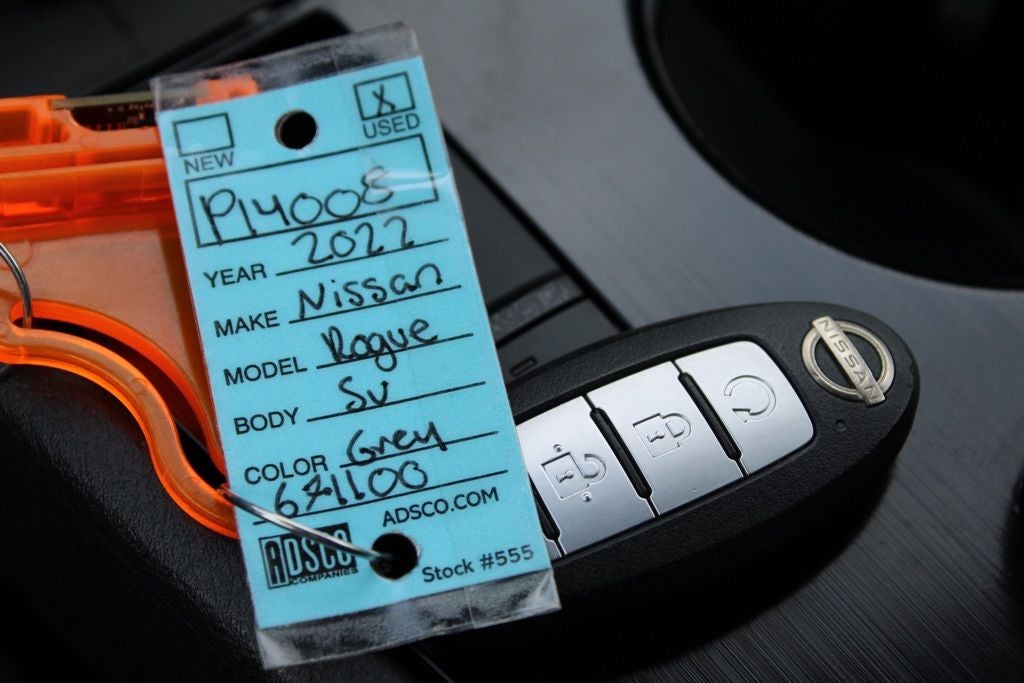 X
NEW USED
P14008
YEAR 2022
MAKE Nissan
MODEL Rogue
BODY SV
COLOR Grey
671100
ADSCO.COM
ADSCO
COMPANIES
Stock #555
NISSAN